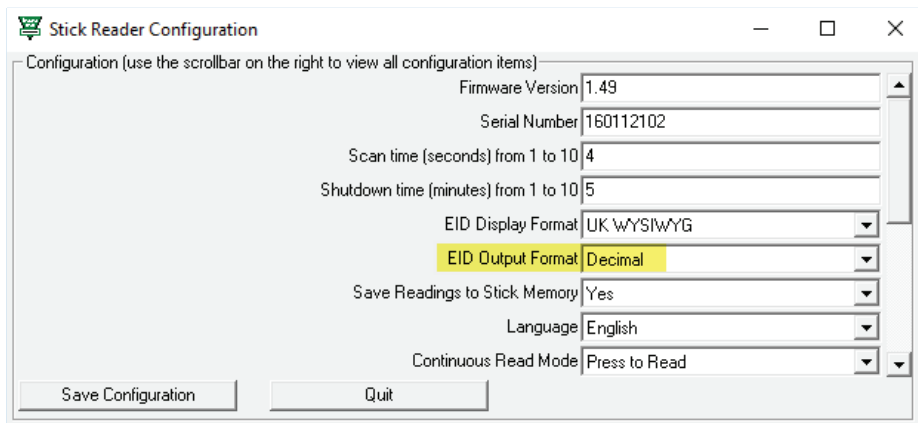 Stick Reader Configuration
Configuration (use the scrollbar on the right to view all configuration items)
Firmware Version 1.49
Serial Number 160112102
Scan time (seconds) from 1 to 10 4
Shutdown time (minutes) from 1 to 10 5
EID Display Format UK WYSIWYG
EID Output Format Decimal
Save Readings to Stick Memory Yes
Language English
Continuous Read Mode Press to Read
Save Configuration Quit